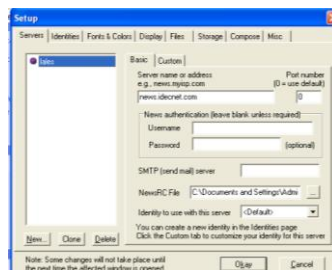 Setup
Servers Identities Fonts & Colors Display Files Storage Compose Misc
Basic Custom
Server name or address Port number
e.g., news.myisp.com (0 = use default)
news.idecnet.com 0
News authentication (leave blank unless required)
Username
Password (optional)
SMTP (send mail) server
NewsRC File C:\Documents and Settings\Admi ...
Identity to use with this server <Default>
You can create a new identity in the Identities page
New... Clone Delete Click the Custom tab to customize your identity for this server
Note: Some changes will not take place until
the next time the affected window is opened. Okay Cancel